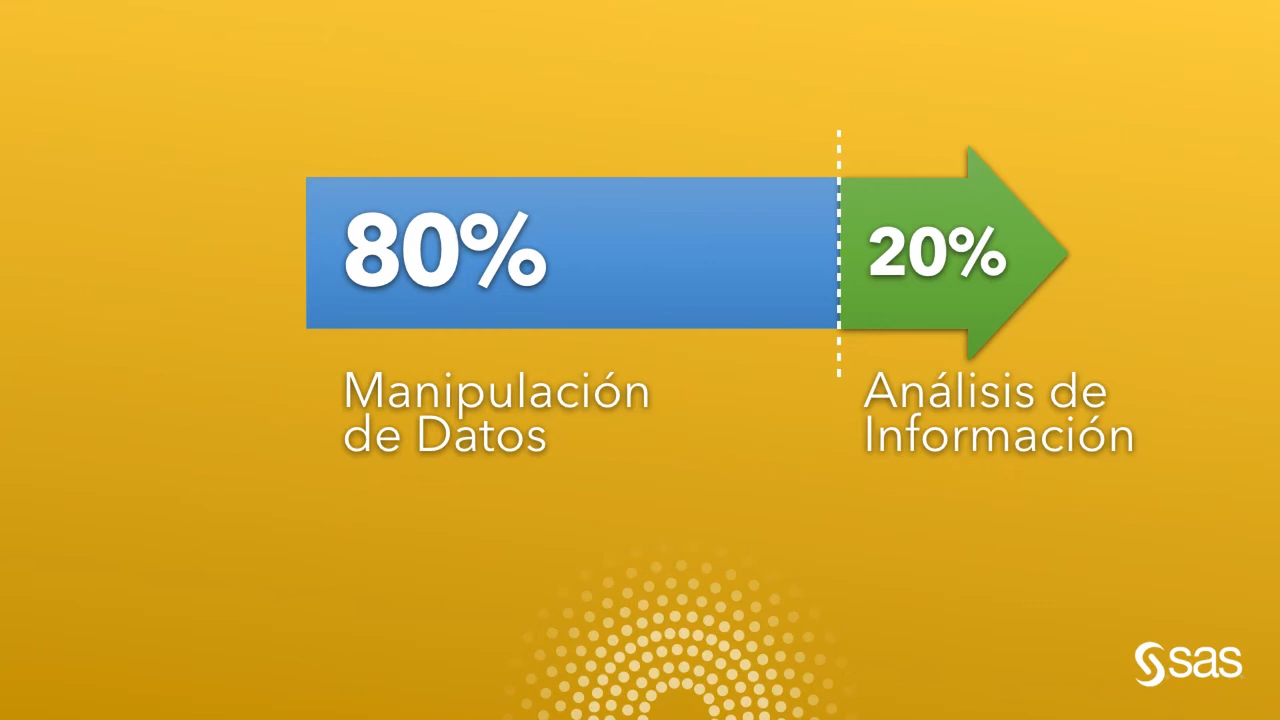 80%
20%
Manipulación
de Datos
Análisis de
Información
sas